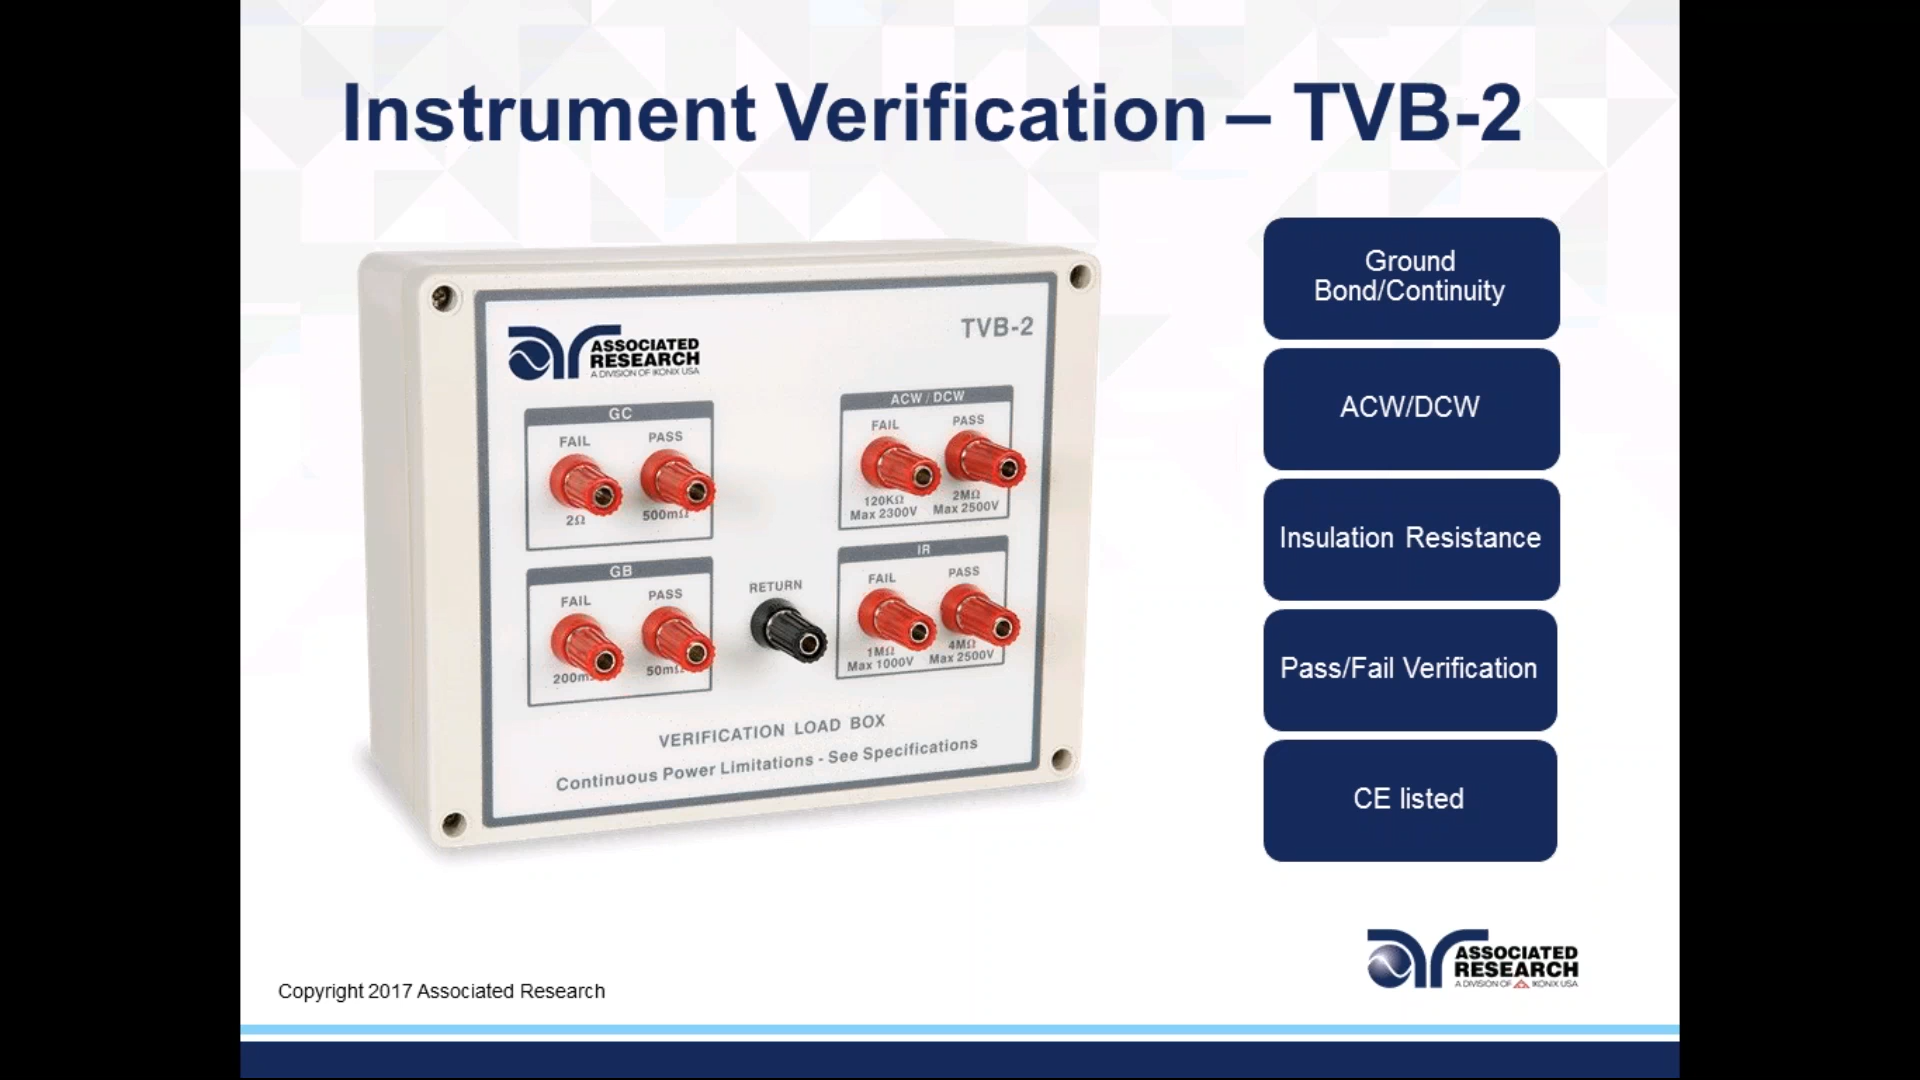 Instrument Verification – TVB-2
ASSOCIATED
RESEARCH
A DIVISION OF IKONIX USA
TVB-2
GC
FAIL PASS
2Ω 500mΩ
ACW / DCW
FAIL PASS
120KΩ 2MΩ
Max 2300V Max 2500V
GB
FAIL PASS
200m 50mΩ
RETURN
IR
FAIL PASS
1MΩ 4MΩ
Max 1000V Max 2500V
VERIFICATION LOAD BOX
Continuous Power Limitations - See Specifications
Ground
Bond/Continuity
ACW/DCW
Insulation Resistance
Pass/Fail Verification
CE listed
ASSOCIATED
RESEARCH
A DIVISION OF IKONIX USA
Copyright 2017 Associated Research